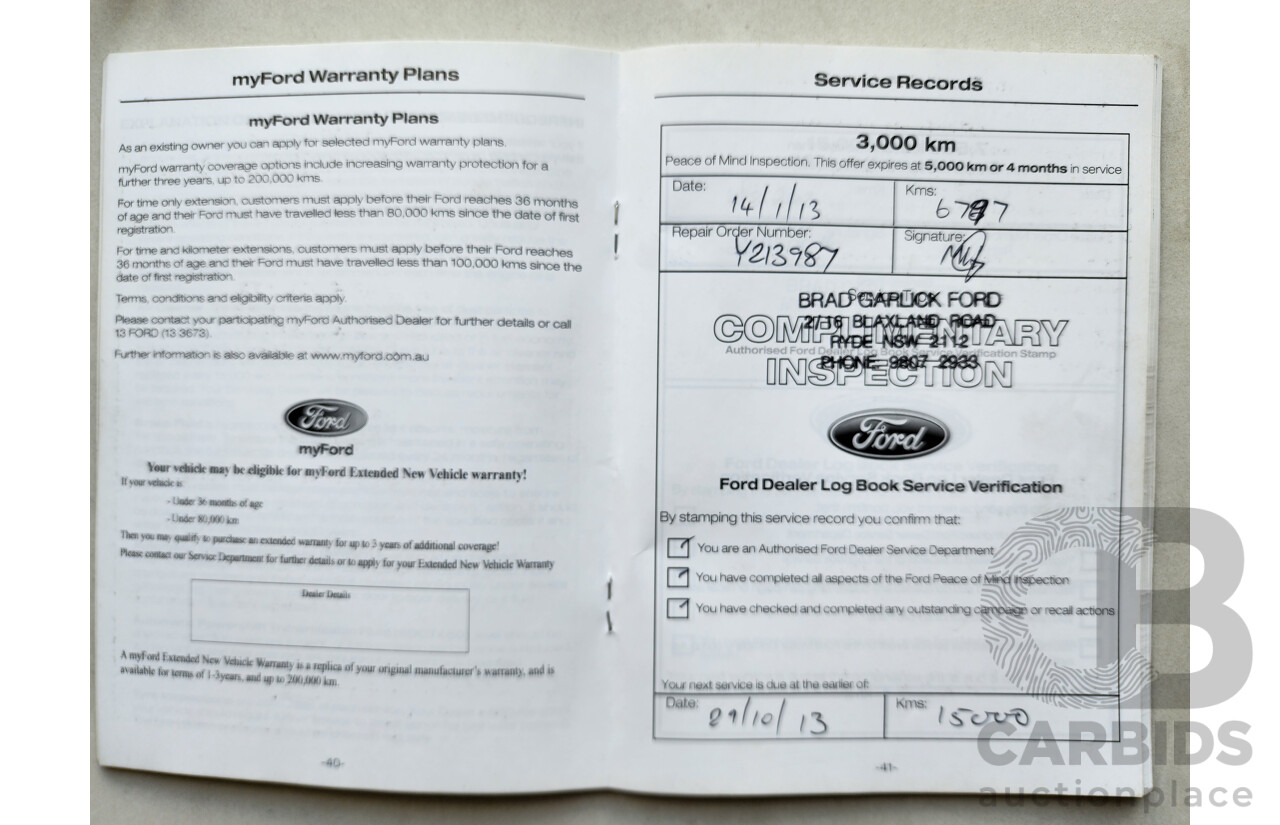 myFord Warranty Plans
myFord Warranty Plans
As an existing owner you can apply for selected myFord warranty plans.
myFord warranty coverage options include increasing warranty protection for a
further three years, up to 200,000 kms.
For time only extension, customers must apply before their Ford reaches 36 months
of age and their Ford must have travelled less than 80,000 kms since the date of first
registration.
For time and kilometer extensions, customers must apply before their Ford reaches
36 months of age and their Ford must have travelled less than 100,000 kms since the
date of first registration.
Terms, conditions and eligibility criteria apply.
Please contact your participating myFord Authorised Dealer for further details or call
13 FORD (13 3673).
Further information is also available at www.myford.com.au
Ford
myFord
Your vehicle may be eligible for myFord Extended New Vehicle warranty!
If your vehicle is:
- Under 36 months of age
- Under 80,000 km
Then you may qualify to purchase an extended warranty for up to 3 years of additional coverage!
Please contact our Service Department for further details or to apply for your Extended New Vehicle Warranty
Dealer Details
A myFord Extended New Vehicle Warranty is a replica of your original manufacturer's warranty, and is
available for terms of 1-3years, and up to 200,000 km.
-40-
Service Records
3,000 km
Peace of Mind Inspection. This offer expires at 5,000 km or 4 months in service
Date: 14/1/13 Kms:
Repair Order Number: Y213987 Signature:
BRAD GARLICK FORD
2/16 BLAXLAND ROAD
COMPLIMENTARY
RYDE NSW 2112
Authorised Ford Dealer Log Book Service Verification Stamp
PHONE 9807 2933
INSPECTION
Ford
Ford Dealer Log Book Service Verification
By stamping this service record you confirm that:
You are an Authorised Ford Dealer Service Department
You have completed all aspects of the Ford Peace of Mind Inspection
You have checked and completed any outstanding campaign or recall actions
Your next service is due at the earlier of:
Date: 29/10/13 Kms: 15000
-41-
CARBIDS
auctionplace